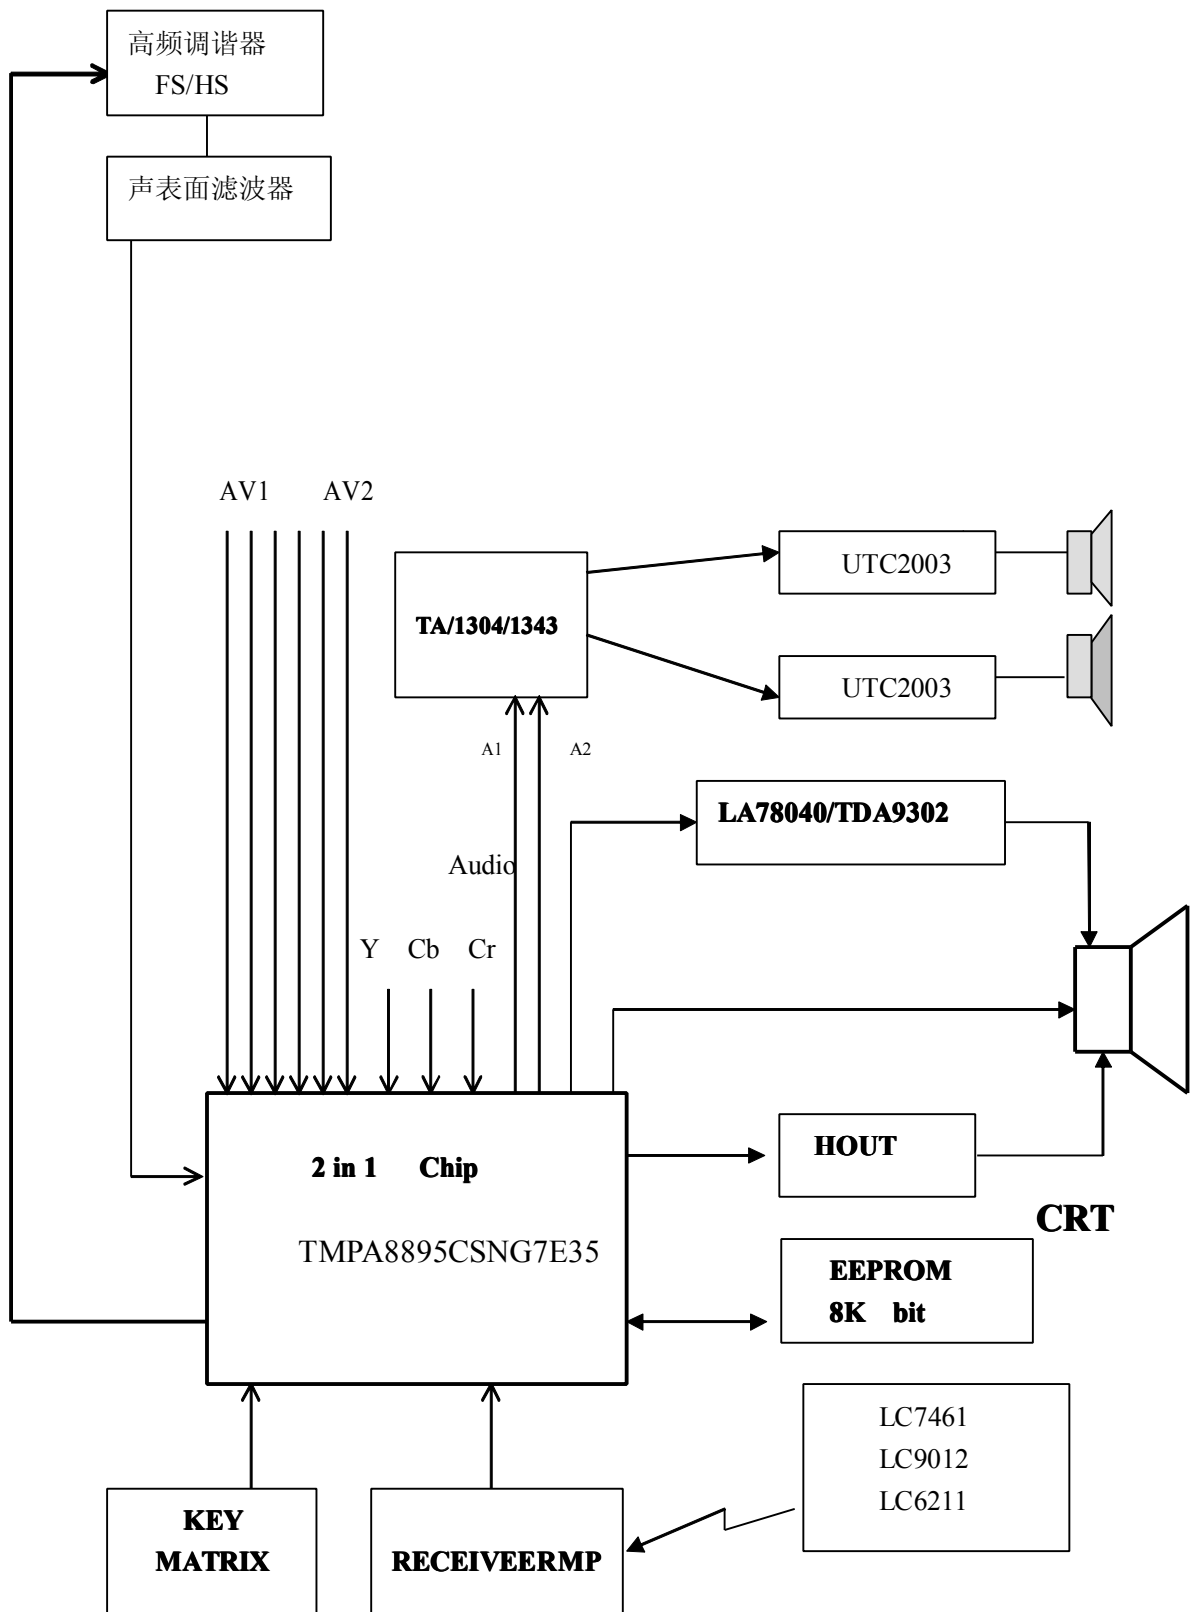 高频调谐器
FS/HS
声表面滤波器
AV1 AV2
UTC2003
TA/1304/1343
UTC2003
A1 A2
LA78040/TDA9302
Audio
Y Cb Cr
HOUT
2 in 1 Chip
CRT
TMPA8895CSNG7E35
EEPROM
8K bit
LC7461
LC9012
LC6211
KEY
MATRIX
RECEIVEERMP